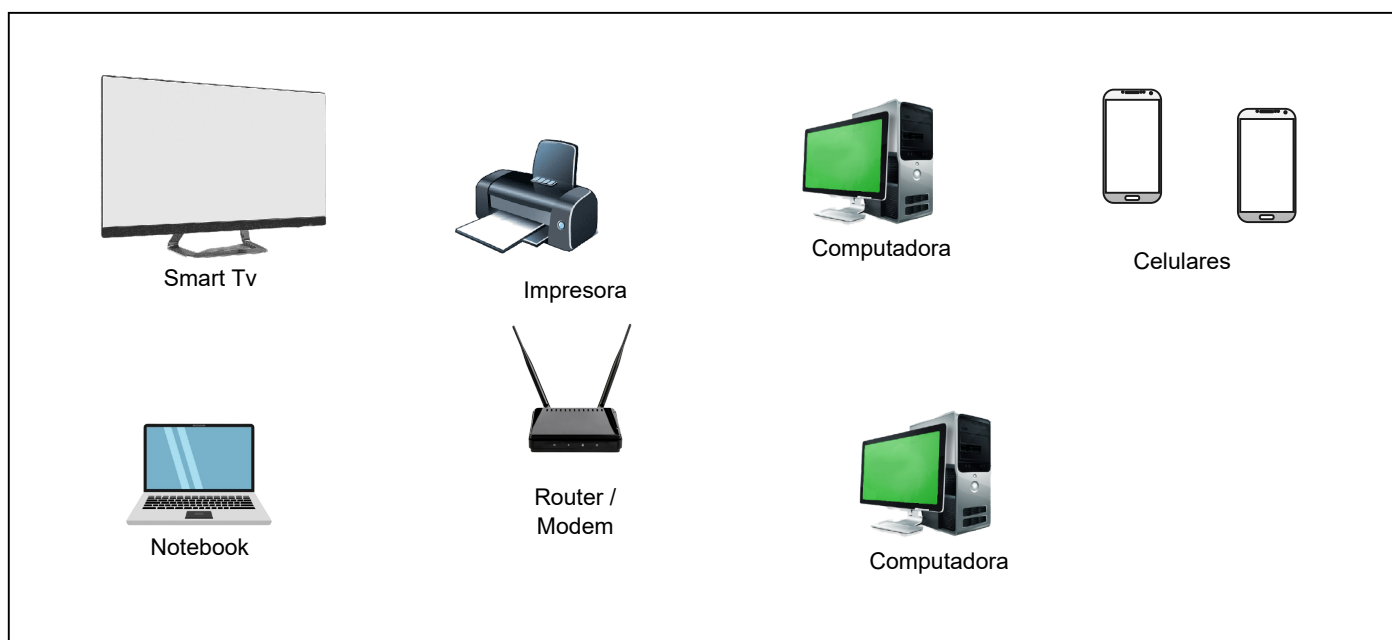 Smart Tv
Impresora
Computadora
Celulares
Notebook
Router /
Modem
Computadora